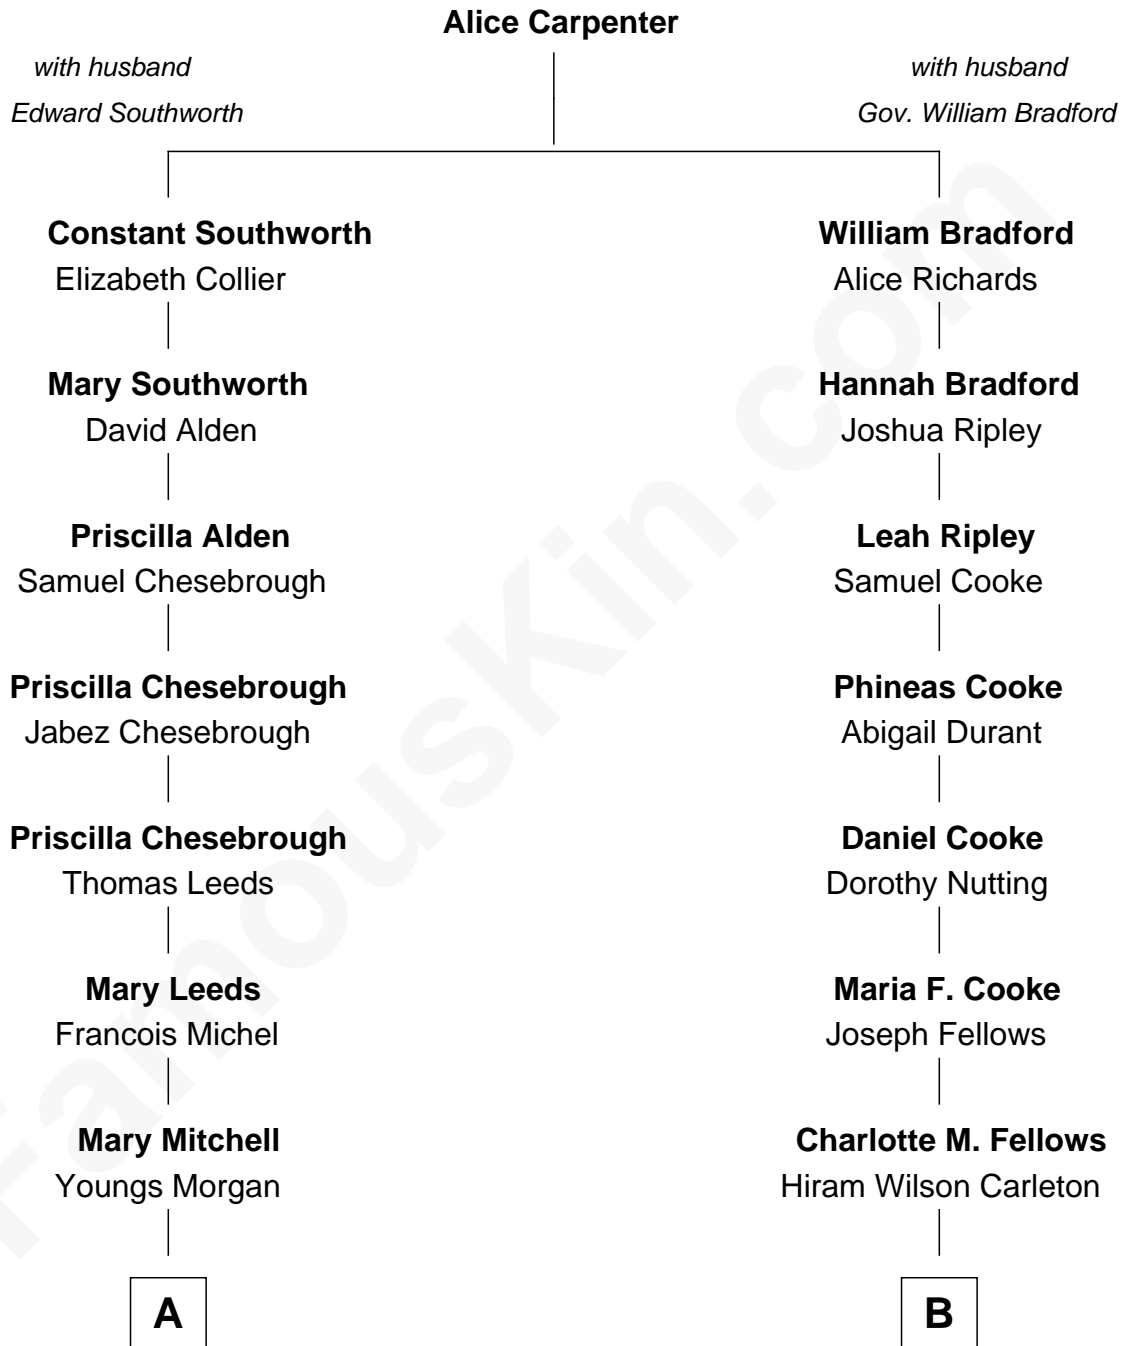 Alice Carpenter
with husband
Edward Southworth
with husband
Gov. William Bradford
Constant Southworth
Elizabeth Collier
William Bradford
Alice Richards
Mary Southworth
David Alden
Hannah Bradford
Joshua Ripley
Priscilla Alden
Samuel Chesebrough
Leah Ripley
Samuel Cooke
Priscilla Chesebrough
Jabez Chesebrough
Phineas Cooke
Abigail Durant
Priscilla Chesebrough
Thomas Leeds
Daniel Cooke
Dorothy Nutting
Mary Leeds
Francois Michel
Maria F. Cooke
Joseph Fellows
Mary Mitchell
Youngs Morgan
Charlotte M. Fellows
Hiram Wilson Carleton
A
B
FamousKin.com